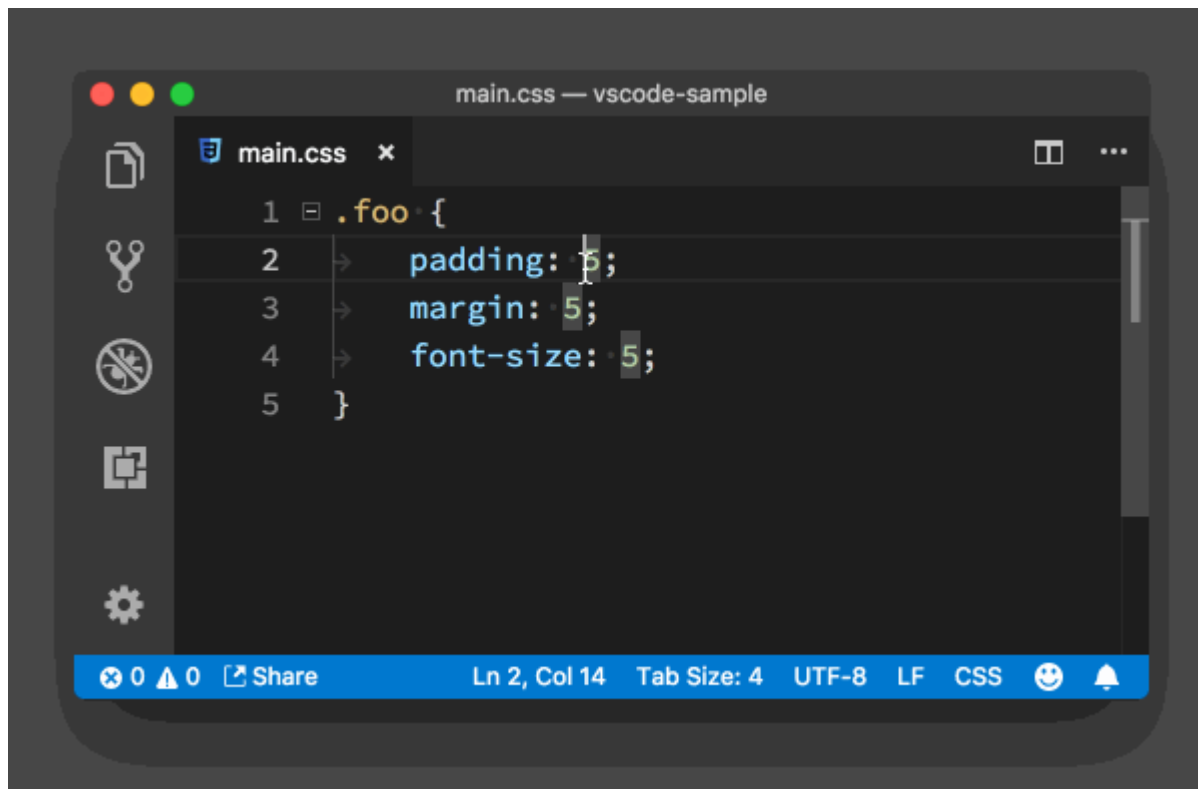 main.css — vscode-sample
main.css
1 .foo {
2 padding: 5;
3 margin: 5;
4 font-size: 5;
5 }
0 0 Share Ln 2, Col 14 Tab Size: 4 UTF-8 LF CSS